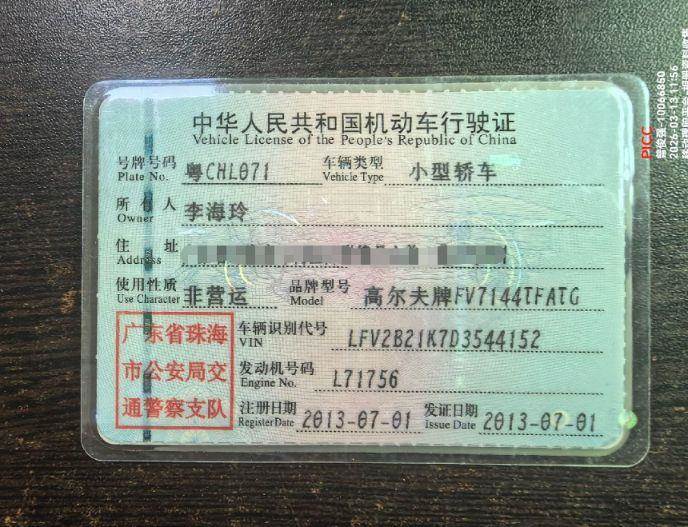 中华人民共和国机动车行驶证
Vehicle License of the People's Republic of China
号牌号码 Plate No. 粤CHL071 车辆类型 Vehicle Type 小型轿车
所有人 Owner 李海玲
住址 Address
使用性质 Use Character 非营运 品牌型号 Model 高尔夫牌FV7144TFATG
广东省珠海
市公安局交
通警察支队
车辆识别代号 VIN LFV2B21K7D3544152
发动机号码 Engine No. L71756
注册日期 Register Date 2013-07-01 发证日期 Issue Date 2013-07-01
PICC